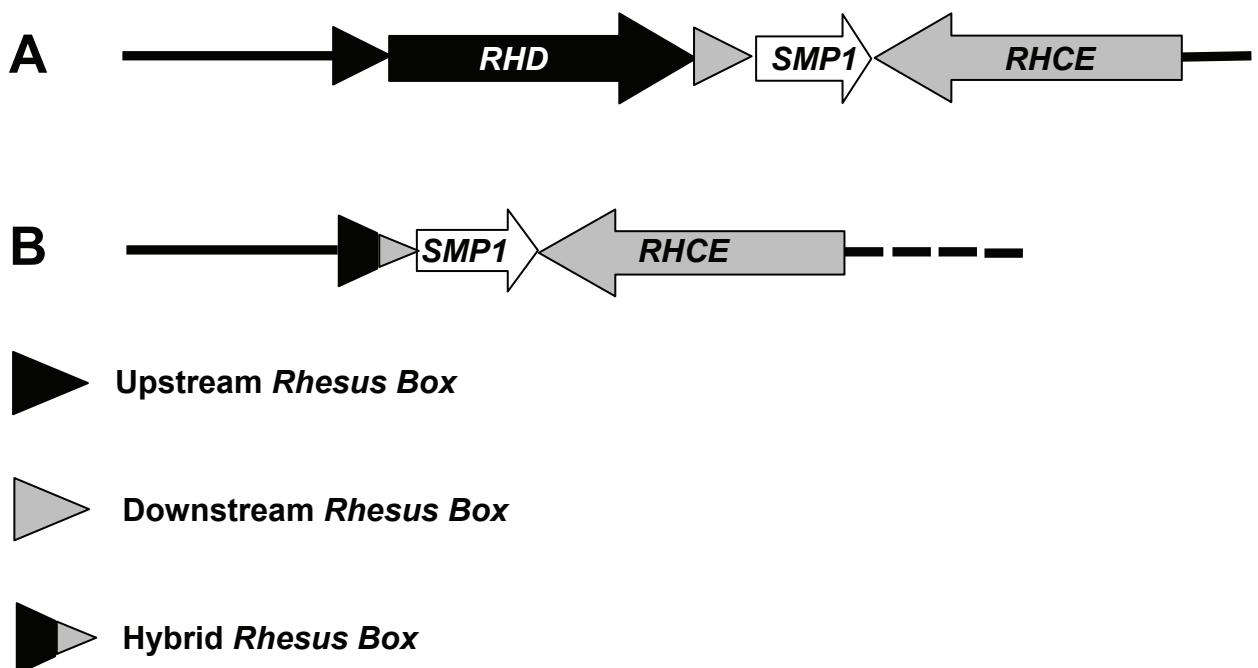 A RHD SMP1 RHCE
B SMP1 RHCE
Upstream Rhesus Box
Downstream Rhesus Box
Hybrid Rhesus Box